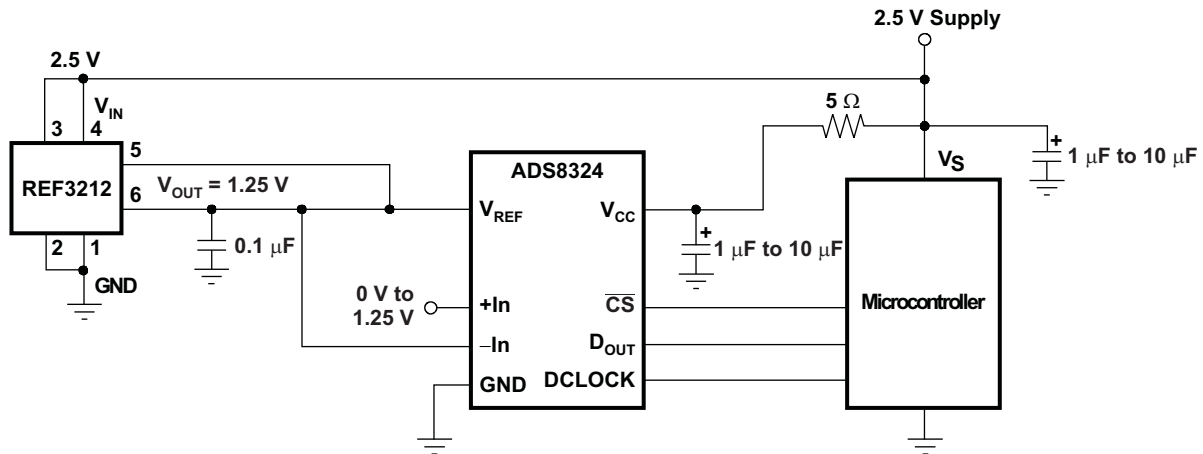 2.5 V Supply
2.5 V
V_IN
3
4
5 Ω
5
REF3212
6
V_OUT = 1.25 V
2
1
GND
0.1 μF
ADS8324
V_REF
V_CC
0 V to
1.25 V
+In
–In
GND
C̅S̅
D_OUT
DCLOCK
+
1 μF to 10 μF
V_S
+
1 μF to 10 μF
Microcontroller